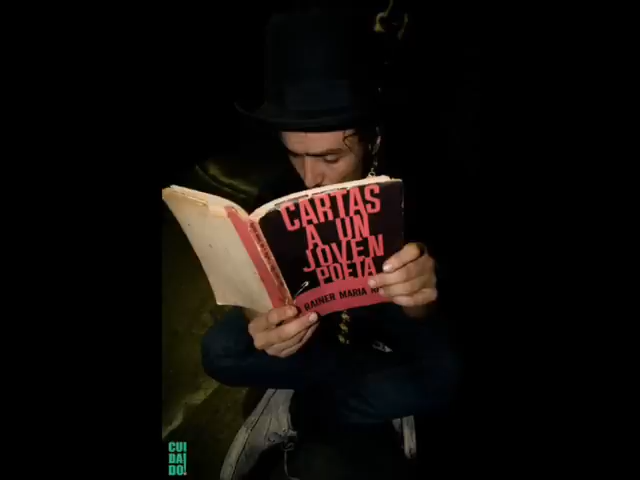 CARTAS
A UN
JOVEN
POETA
RAINER MARIA
CUI
DA
DO!